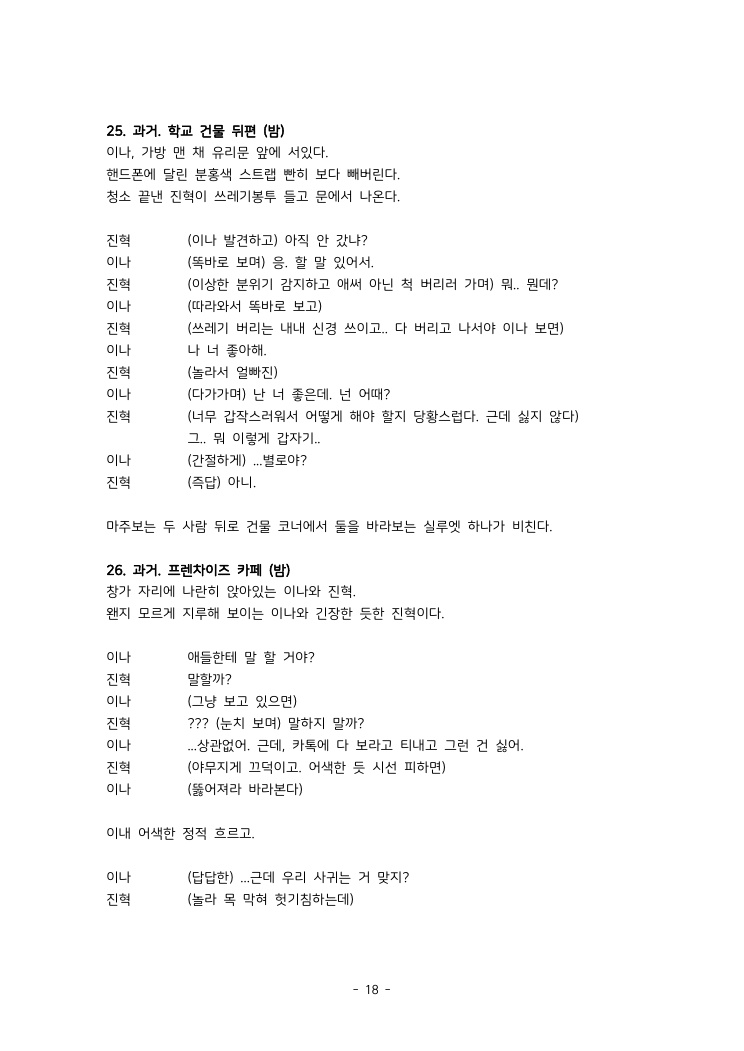 25. 과거. 학교 건물 뒤편 (밤)
이나, 가방 맨 채 유리문 앞에 서있다.
핸드폰에 달린 분홍색 스트랩 빤히 보다 빼버린다.
청소 끝낸 진혁이 쓰레기봉투 들고 문에서 나온다.
진혁 (이나 발견하고) 아직 안 갔냐?
이나 (똑바로 보며) 응. 할 말 있어서.
진혁 (이상한 분위기 감지하고 애써 아닌 척 버리러 가며) 뭐.. 뭔데?
이나 (따라와서 똑바로 보고)
진혁 (쓰레기 버리는 내내 신경 쓰이고.. 다 버리고 나서야 이나 보면)
이나 나 너 좋아해.
진혁 (놀라서 얼빠진)
이나 (다가가며) 난 너 좋은데. 넌 어때?
진혁 (너무 갑작스러워서 어떻게 해야 할지 당황스럽다. 근데 싫지 않다)
그.. 뭐 이렇게 갑자기..
이나 (간절하게) ...별로야?
진혁 (즉답) 아니.
마주보는 두 사람 뒤로 건물 코너에서 둘을 바라보는 실루엣 하나가 비친다.
26. 과거. 프렌차이즈 카페 (밤)
창가 자리에 나란히 앉아있는 이나와 진혁.
왠지 모르게 지루해 보이는 이나와 긴장한 듯한 진혁이다.
이나 애들한테 말 할 거야?
진혁 말할까?
이나 (그냥 보고 있으면)
진혁 ??? (눈치 보며) 말하지 말까?
이나 ...상관없어. 근데, 카톡에 다 보라고 티내고 그런 건 싫어.
진혁 (야무지게 끄덕이고. 어색한 듯 시선 피하면)
이나 (뚫어져라 바라본다)
이내 어색한 정적 흐르고.
이나 (답답한) ...근데 우리 사귀는 거 맞지?
진혁 (놀라 목 막혀 헛기침하는데)
- 18 -